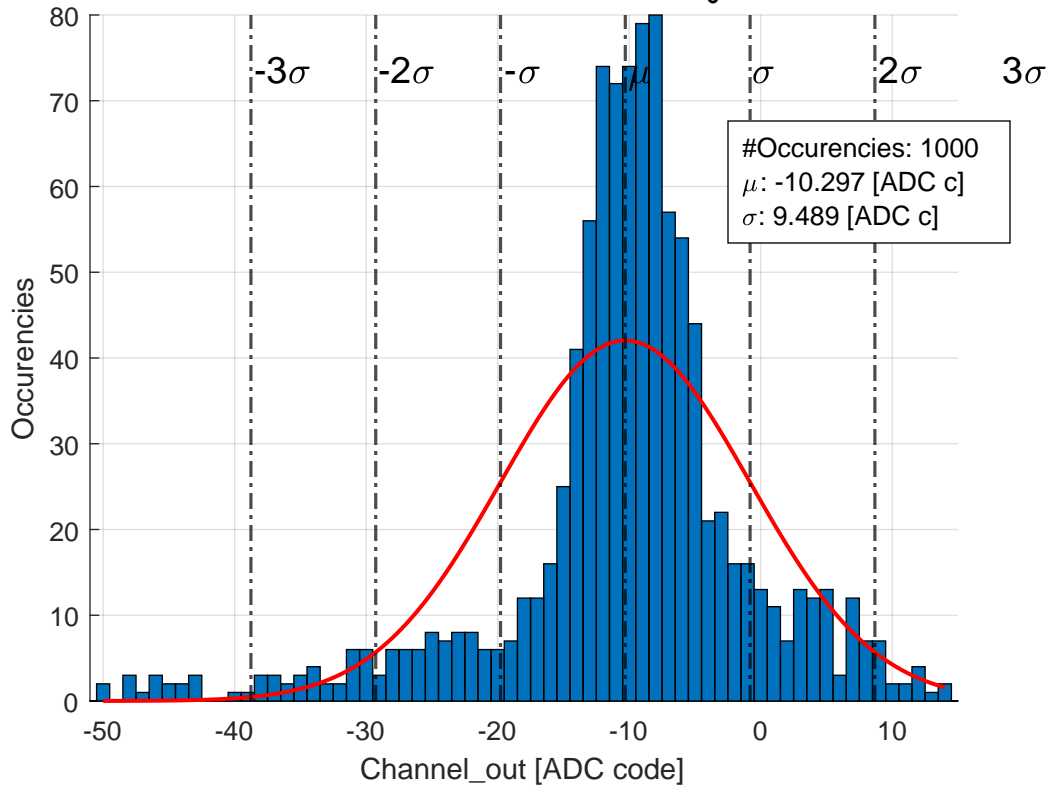 80
70
60
50
40
30
20
10
0
-3σ
-2σ
-σ
μ
σ
2σ
3σ
#Occurencies: 1000
μ: -10.297 [ADC c]
σ: 9.489 [ADC c]
Occurencies
-50
-40
-30
-20
-10
0
10
Channel_out [ADC code]